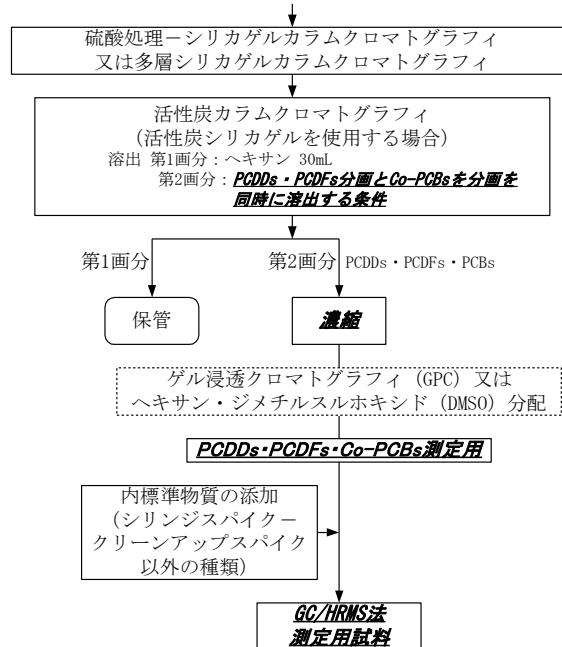 硫酸処理－シリカゲルカラムクロマトグラフィ
又は多層シリカゲルカラムクロマトグラフィ
活性炭カラムクロマトグラフィ
(活性炭シリカゲルを使用する場合)
溶出 第1画分：ヘキサン 30mL
第2画分：PCDDs・PCDFs分画とCo-PCBsを分画を
同時に溶出する条件
第1画分
第2画分 PCDDs・PCDFs・PCBs
保管
濃縮
ゲル浸透クロマトグラフィ (GPC) 又は
ヘキサン・ジメチルスルホキシド (DMSO) 分配
PCDDs・PCDFs・Co-PCBs測定用
内標準物質の添加
(シリンジスパイク－
クリーンアップスパイク
以外の種類)
GC/HRMS法
測定用試料